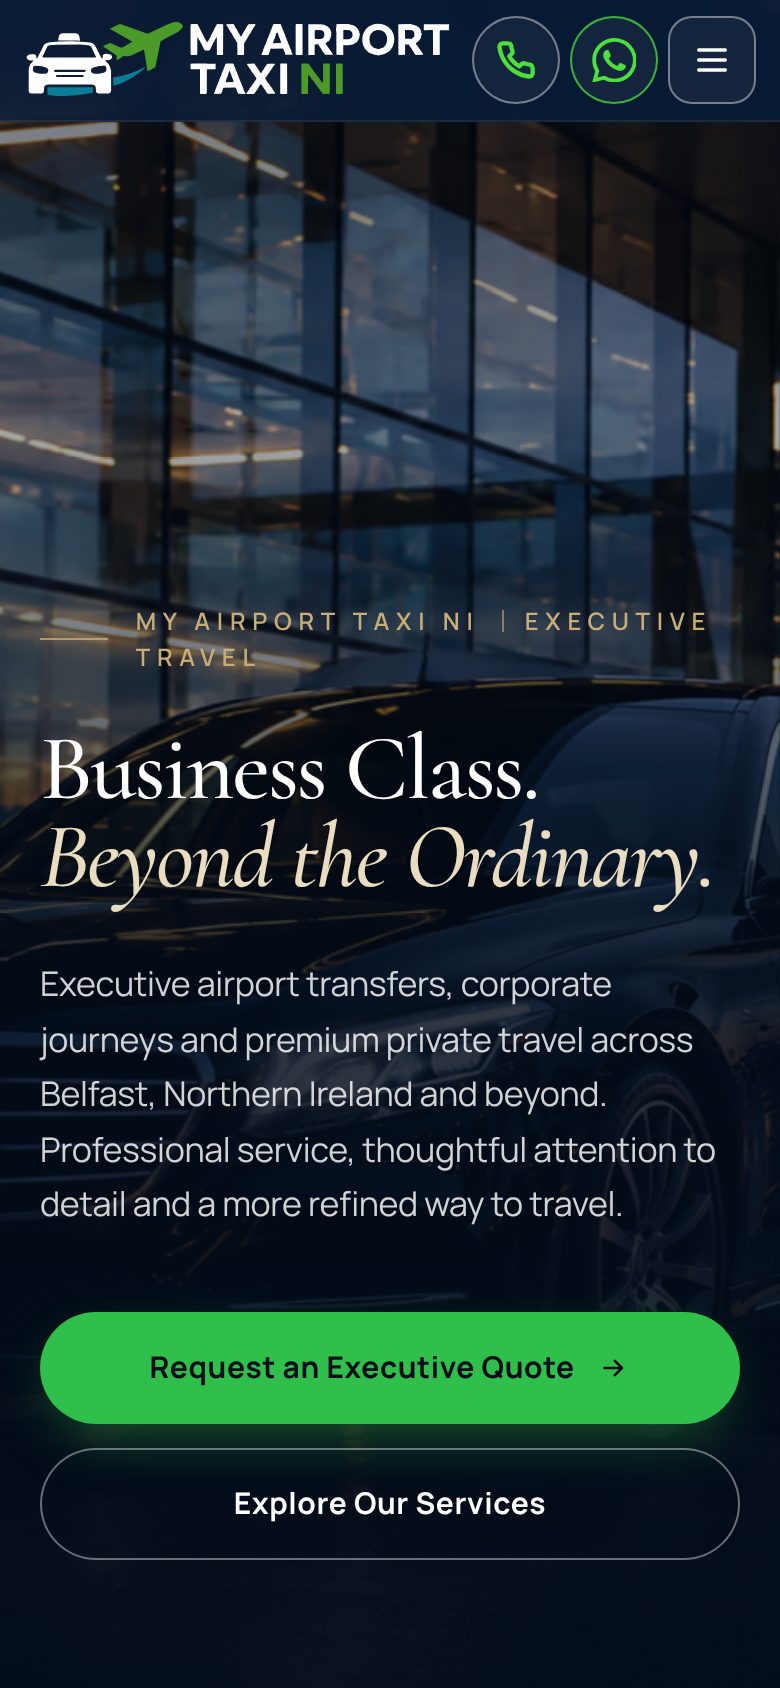 MY AIRPORT
TAXI NI
MY AIRPORT TAXI NI | EXECUTIVE
TRAVEL
Business Class.
Beyond the Ordinary.
Executive airport transfers, corporate
journeys and premium private travel across
Belfast, Northern Ireland and beyond.
Professional service, thoughtful attention to
detail and a more refined way to travel.
Request an Executive Quote →
Explore Our Services